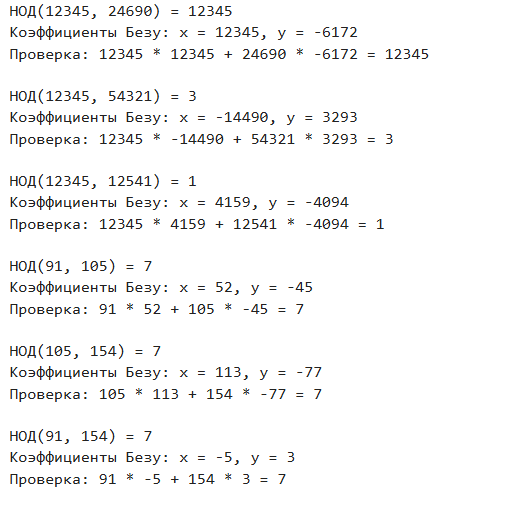 НОД(12345, 24690) = 12345
Коэффициенты Безу: x = 12345, y = -6172
Проверка: 12345 * 12345 + 24690 * -6172 = 12345
НОД(12345, 54321) = 3
Коэффициенты Безу: x = -14490, y = 3293
Проверка: 12345 * -14490 + 54321 * 3293 = 3
НОД(12345, 12541) = 1
Коэффициенты Безу: x = 4159, y = -4094
Проверка: 12345 * 4159 + 12541 * -4094 = 1
НОД(91, 105) = 7
Коэффициенты Безу: x = 52, y = -45
Проверка: 91 * 52 + 105 * -45 = 7
НОД(105, 154) = 7
Коэффициенты Безу: x = 113, y = -77
Проверка: 105 * 113 + 154 * -77 = 7
НОД(91, 154) = 7
Коэффициенты Безу: x = -5, y = 3
Проверка: 91 * -5 + 154 * 3 = 7